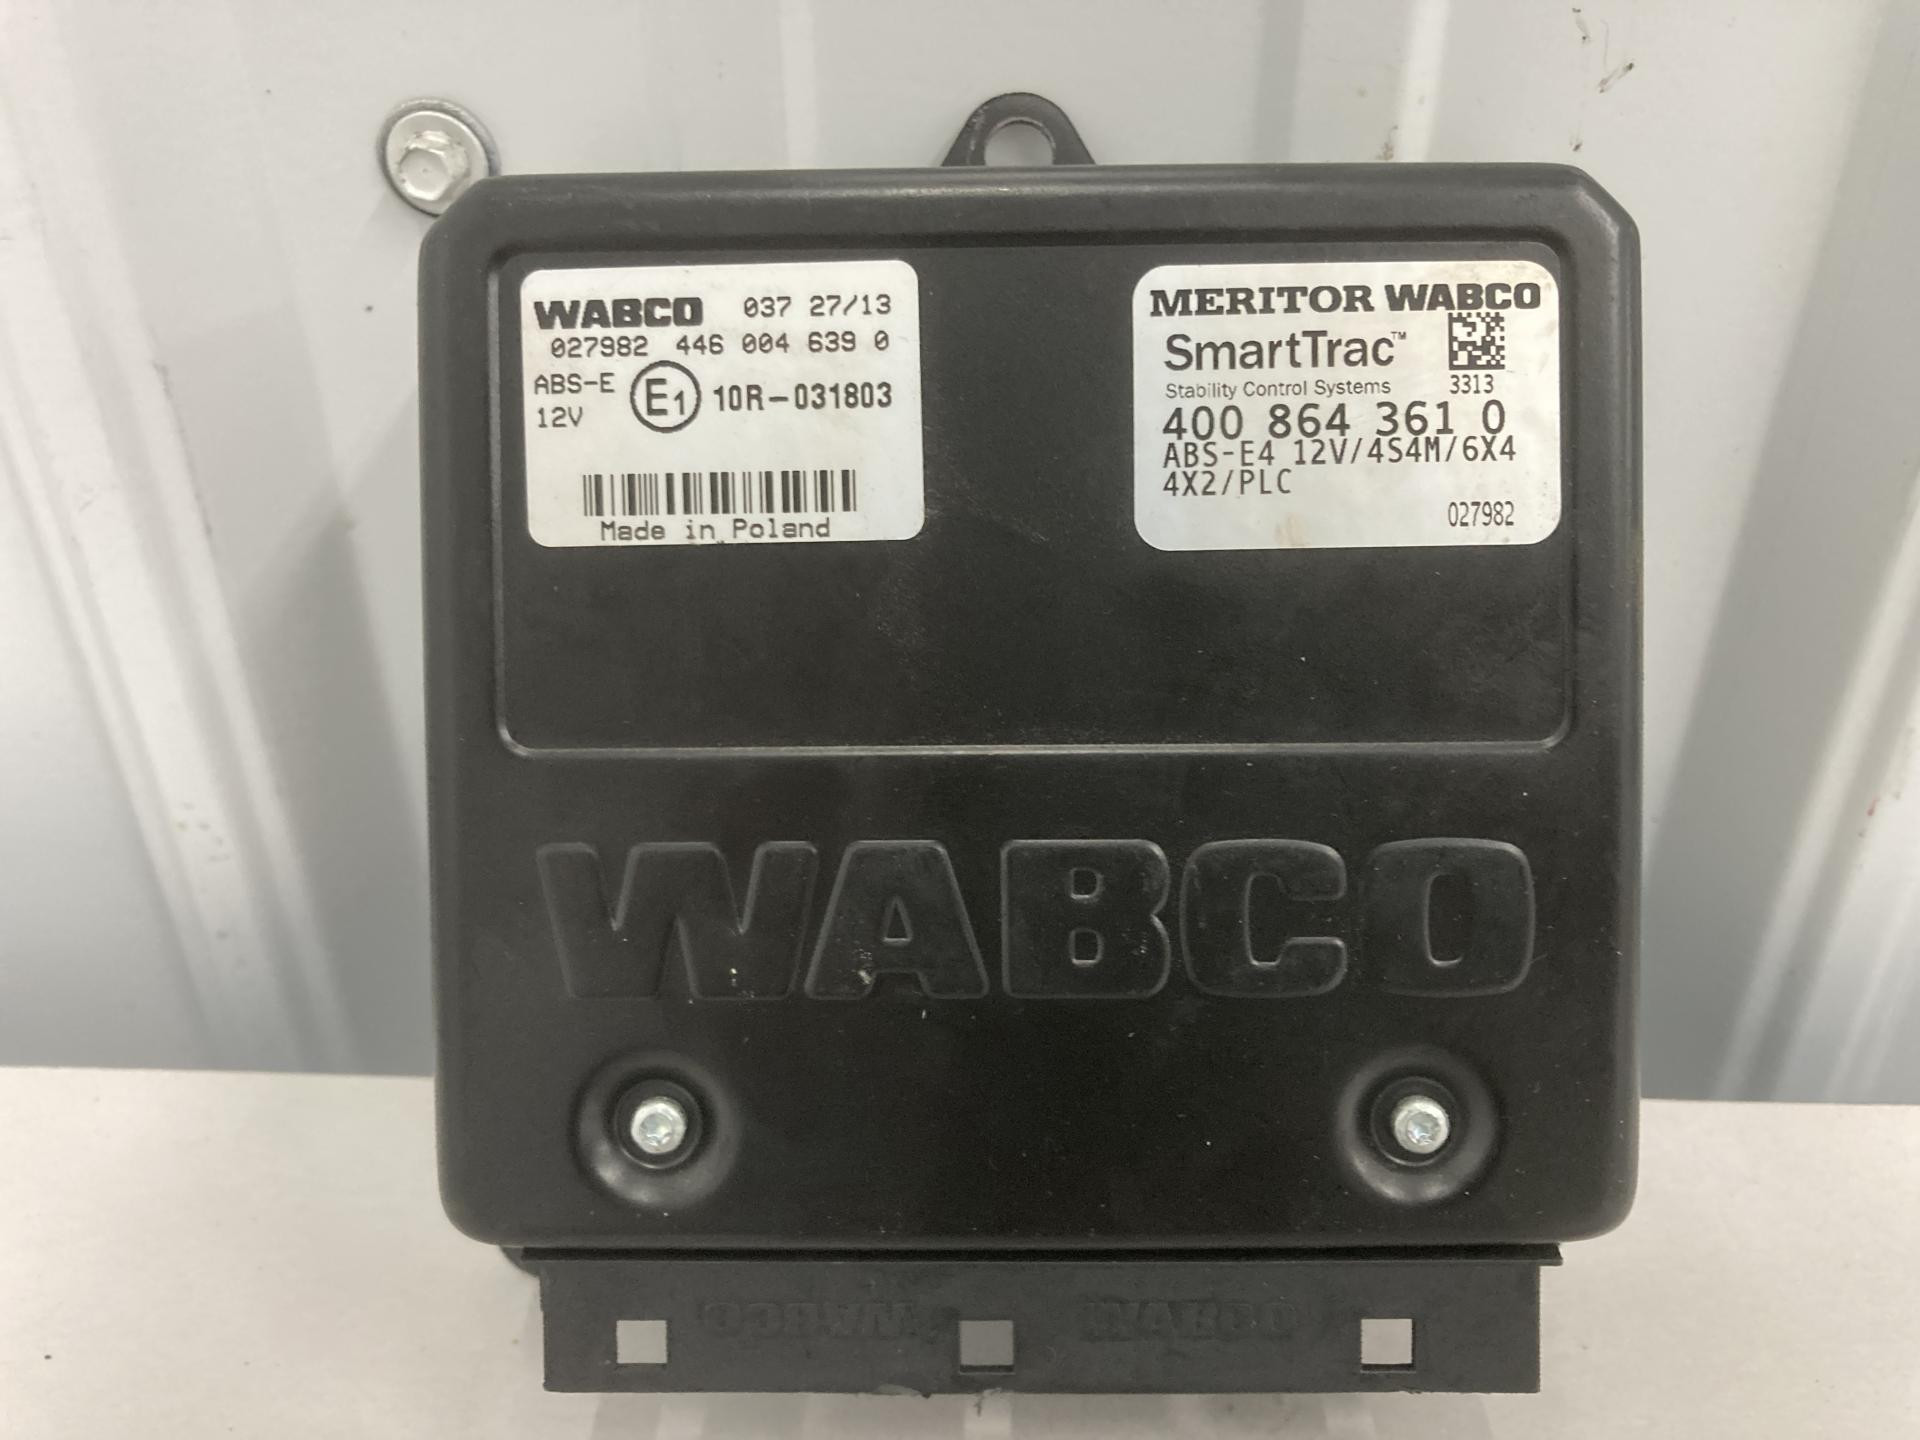 WABCO 037 27/13
027982 446 004 639 0
ABS-E E1 10R-031803
12V
Made in Poland
MERITOR WABCO
SmartTrac™
Stability Control Systems 3313
400 864 361 0
ABS-E4 12V/4S4M/6X4
4X2/PLC
027982
WABCO
WABCO WABCO